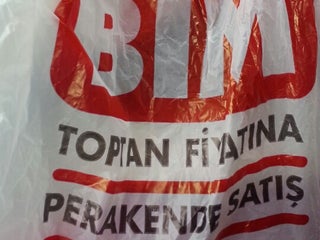 BİM
TOPTAN FİYATINA
PERAKENDE SATIŞ